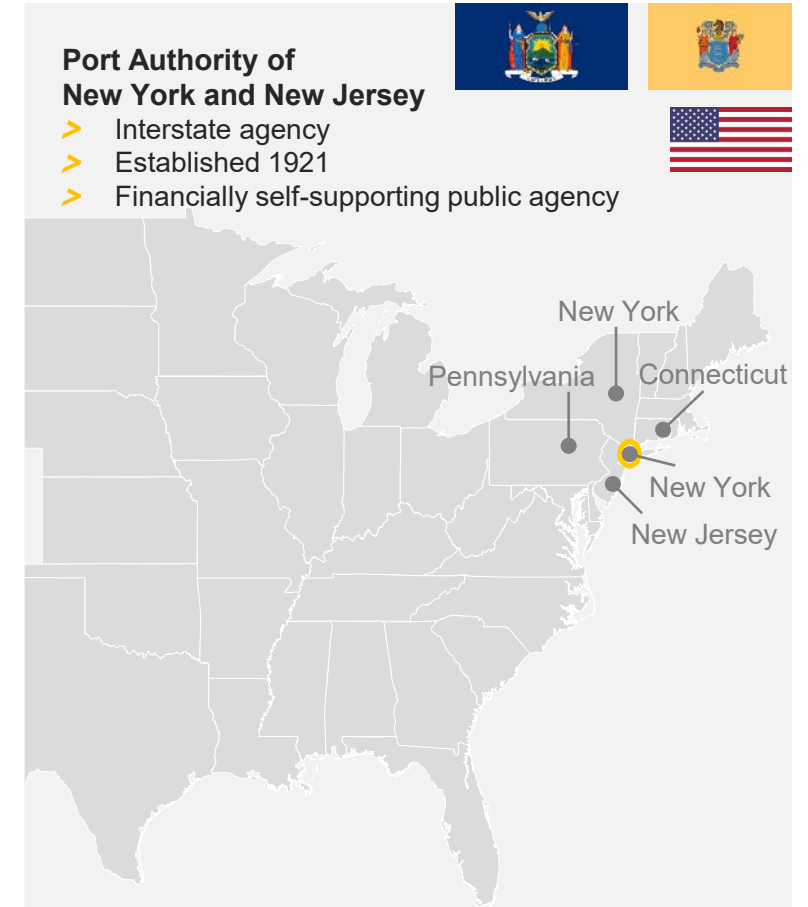 Port Authority of
New York and New Jersey
> Interstate agency
> Established 1921
> Financially self-supporting public agency
New York
Pennsylvania
Connecticut
New York
New Jersey